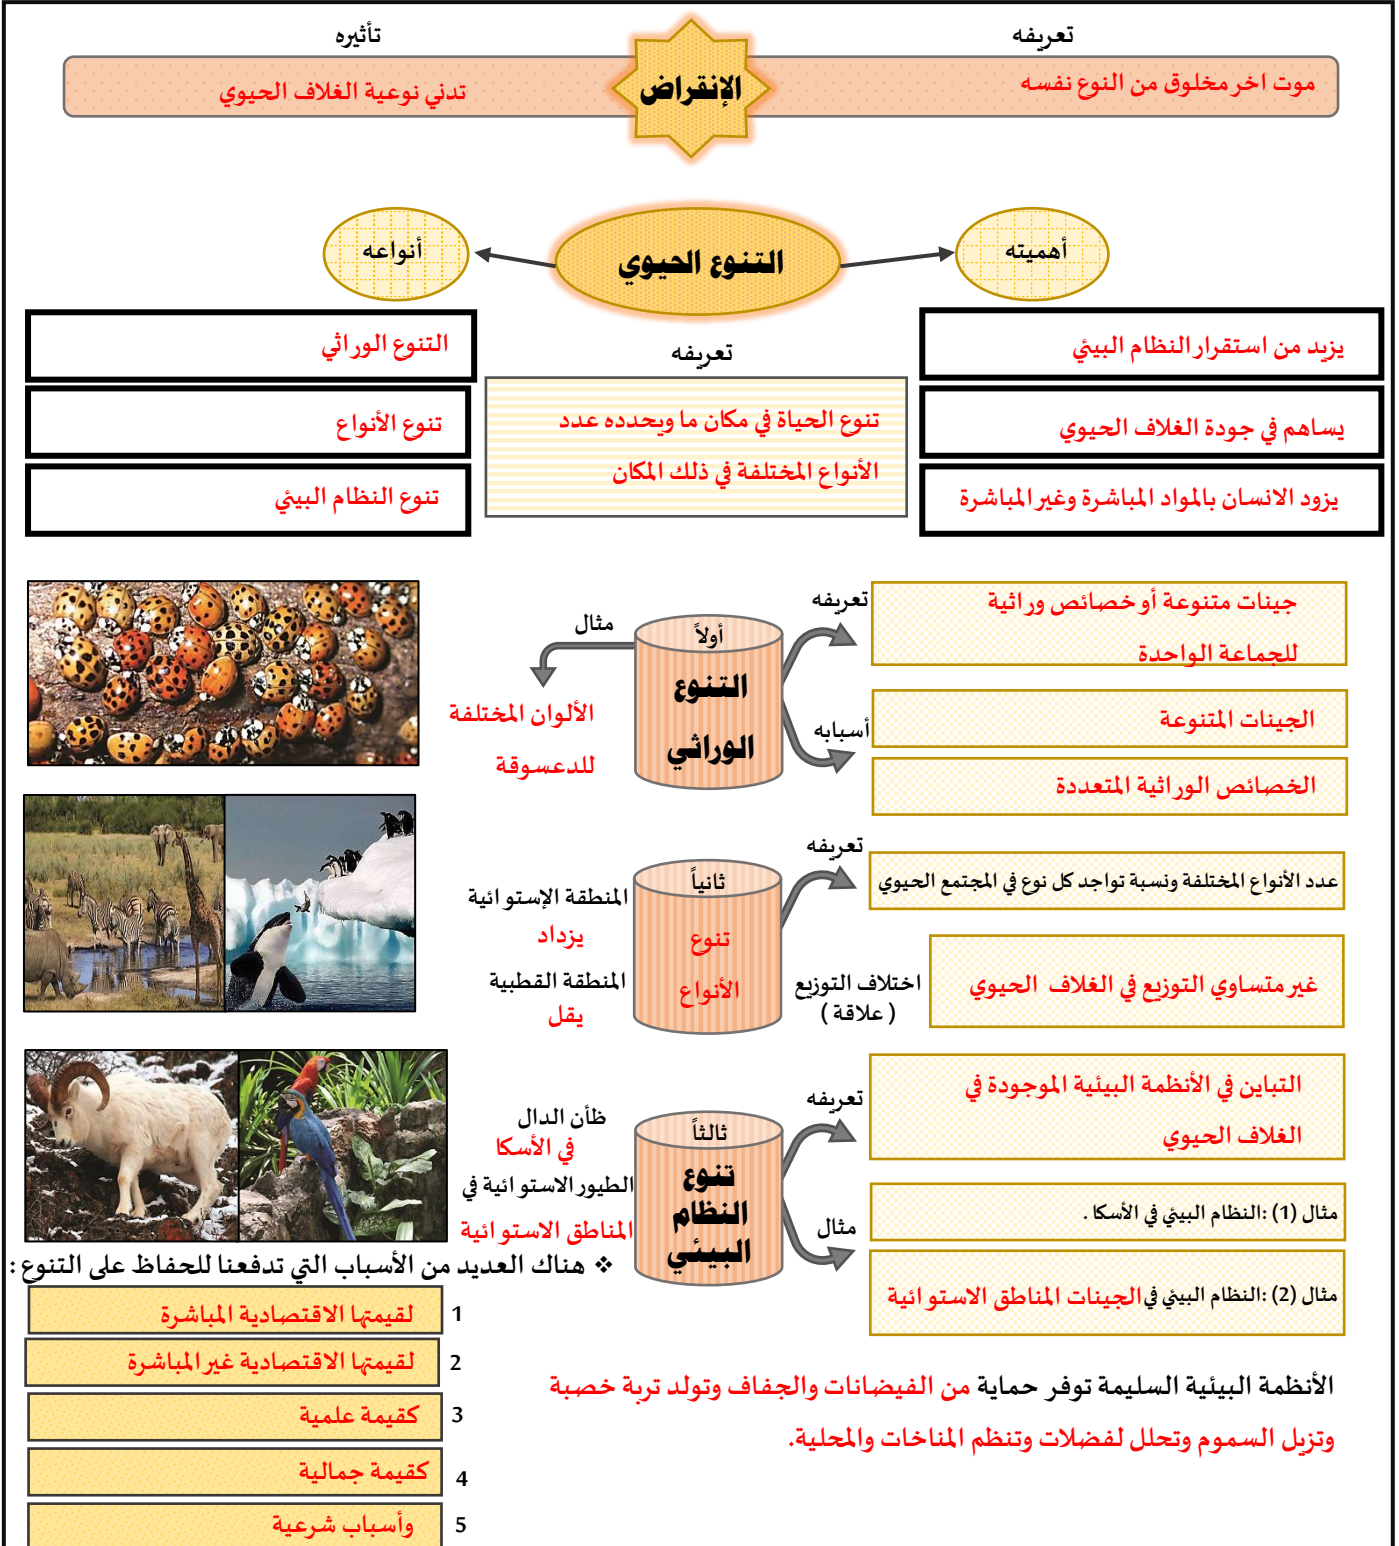 تعريفه
تأثيره
موت اخر مخلوق من النوع نفسه
الإنقراض
تدني نوعية الغلاف الحيوي
أهميته
التنوع الحيوي
أنواعه
يزيد من استقرار النظام البيئي
يساهم في جودة الغلاف الحيوي
يزود الانسان بالمواد المباشرة وغير المباشرة
تعريفه
تنوع الحياة في مكان ما ويحدده عدد
الأنواع المختلفة في ذلك المكان
التنوع الوراثي
تنوع الأنواع
تنوع النظام البيئي
أولاً
التنوع
الوراثي
تعريفه
جينات متنوعة أو خصائص وراثية
للجماعة الواحدة
أسبابه
الجينات المتنوعة
الخصائص الوراثية المتعددة
مثال
الألوان المختلفة
للدعسوقة
ثانياً
تنوع
الأنواع
تعريفه
عدد الأنواع المختلفة ونسبة تواجد كل نوع في المجتمع الحيوي
اختلاف التوزيع
( علاقة )
غير متساوي التوزيع في الغلاف الحيوي
المنطقة الإستوائية
يزداد
المنطقة القطبية
يقل
ثالثاً
تنوع
النظام
البيئي
تعريفه
التباين في الأنظمة البيئية الموجودة في
الغلاف الحيوي
مثال
مثال (1) :النظام البيئي في الأسكا .
مثال (2) :النظام البيئي في الجينات المناطق الاستوائية
ظأن الدال
في الأسكا
الطيور الاستوائية في
المناطق الاستوائية
❖ هناك العديد من الأسباب التي تدفعنا للحفاظ على التنوع :
1 لقيمتها الاقتصادية المباشرة
2 لقيمتها الاقتصادية غير المباشرة
3 كقيمة علمية
4 كقيمة جمالية
5 وأسباب شرعية
الأنظمة البيئية السليمة توفر حماية من الفيضانات والجفاف وتولد تربة خصبة
وتزيل السموم وتحلل لفضلات وتنظم المناخات والمحلية.